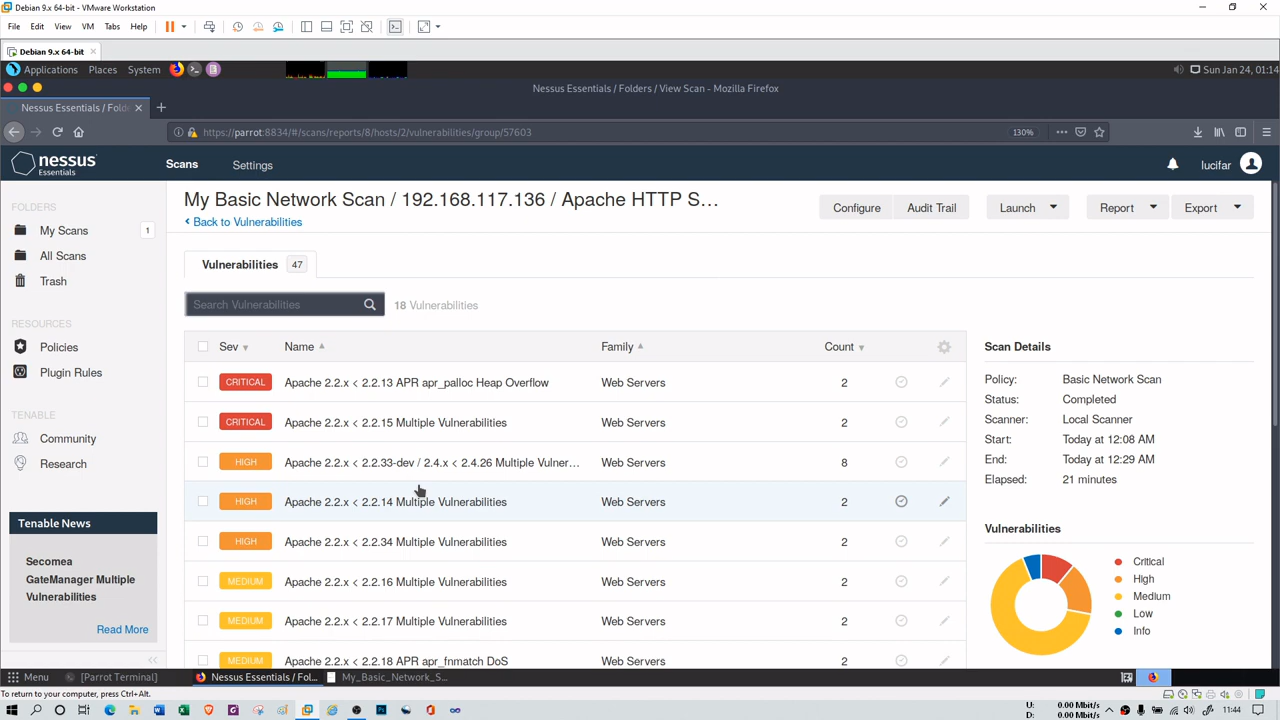 Debian 9.x 64-bit - VMware Workstation
File Edit View VM Tabs Help
Debian 9.x 64-bit
Applications Places System
Sun Jan 24, 01:14
Nessus Essentials / Folders / View Scan - Mozilla Firefox
Nessus Essentials / Folde
https://parrot:8834/#/scans/reports/8/hosts/2/vulnerabilities/group/57603
130%
nessus
Essentials
Scans
Settings
lucifar
FOLDERS
My Scans 1
All Scans
Trash
RESOURCES
Policies
Plugin Rules
TENABLE
Community
Research
Tenable News
Secomea
GateManager Multiple
Vulnerabilities
Read More
My Basic Network Scan / 192.168.117.136 / Apache HTTP S...
Back to Vulnerabilities
Configure
Audit Trail
Launch
Report
Export
Vulnerabilities 47
Search Vulnerabilities
18 Vulnerabilities
Sev Name Family Count
CRITICAL Apache 2.2.x < 2.2.13 APR apr_palloc Heap Overflow Web Servers 2
CRITICAL Apache 2.2.x < 2.2.15 Multiple Vulnerabilities Web Servers 2
HIGH Apache 2.2.x < 2.2.33-dev / 2.4.x < 2.4.26 Multiple Vulner... Web Servers 8
HIGH Apache 2.2.x < 2.2.14 Multiple Vulnerabilities Web Servers 2
HIGH Apache 2.2.x < 2.2.34 Multiple Vulnerabilities Web Servers 2
MEDIUM Apache 2.2.x < 2.2.16 Multiple Vulnerabilities Web Servers 2
MEDIUM Apache 2.2.x < 2.2.17 Multiple Vulnerabilities Web Servers 2
MEDIUM Apache 2.2.x < 2.2.18 APR apr_fnmatch DoS Web Servers 2
Scan Details
Policy: Basic Network Scan
Status: Completed
Scanner: Local Scanner
Start: Today at 12:08 AM
End: Today at 12:29 AM
Elapsed: 21 minutes
Vulnerabilities
Critical
High
Medium
Low
Info
Menu
[Parrot Terminal]
Nessus Essentials / Fol...
My_Basic_Network_S...
To return to your computer, press Ctrl+Alt.
U: 0.00 Mbit/s
D: 0.00 Mbit/s
11:44